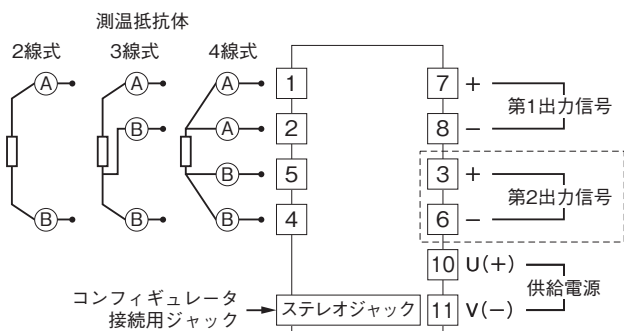 測温抵抗体
2線式 3線式 4線式
A A A 1 7 + 第1出力信号
B A 2 8 −
B 5 3 + 第2出力信号
B B B 4 6 −
10 U(+) 供給電源
コンフィギュレータ
接続用ジャック ステレオジャック 11 V(−)